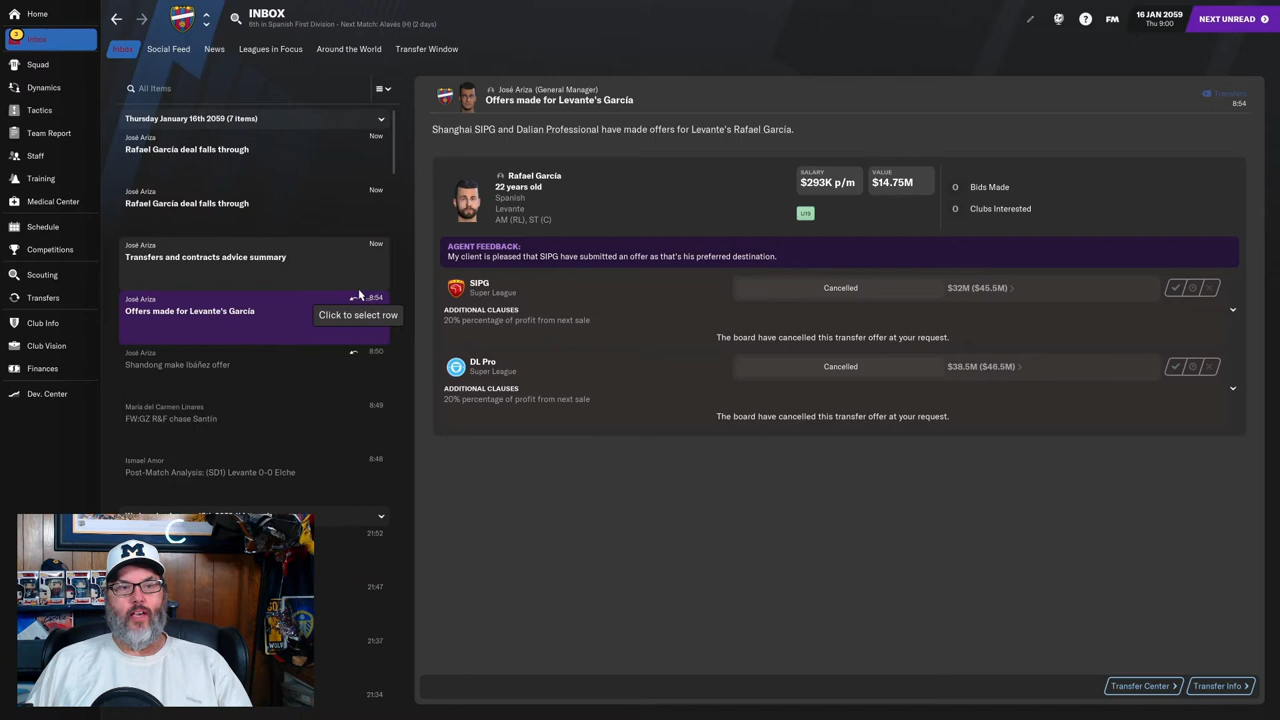 Home
INBOX
6th in Spanish First Division - Next Match: Alavés (H) (2 days)
FM
16 JAN 2059
Thu 9:00
NEXT UNREAD
3
Inbox
Inbox
Social Feed
News
Leagues in Focus
Around the World
Transfer Window
Squad
Dynamics
Tactics
Team Report
Staff
Training
Medical Center
Schedule
Competitions
Scouting
Transfers
Club Info
Club Vision
Finances
Dev. Center
All Items
Thursday January 16th 2059 (7 items)
José Ariza
Now
Rafael García deal falls through
José Ariza
Now
Rafael García deal falls through
José Ariza
Now
Transfers and contracts advice summary
José Ariza
8:54
Offers made for Levante's García
Click to select row
José Ariza
8:50
Shandong make Ibáñez offer
María del Carmen Linares
8:49
FW:GZ R&F chase Santín
Ismael Amor
8:48
Post-Match Analysis: (SD1) Levante 0-0 Elche
21:52
21:47
21:37
21:34
José Ariza (General Manager)
Offers made for Levante's García
Transfers
8:54
Shanghai SIPG and Dalian Professional have made offers for Levante's Rafael García.
Rafael García
22 years old
Spanish
Levante
AM (RL), ST (C)
SALARY
$293K p/m
VALUE
$14.75M
U19
0 Bids Made
0 Clubs Interested
AGENT FEEDBACK:
My client is pleased that SIPG have submitted an offer as that's his preferred destination.
SIPG
Super League
Cancelled
$32M ($45.5M)
ADDITIONAL CLAUSES
20% percentage of profit from next sale
The board have cancelled this transfer offer at your request.
DL Pro
Super League
Cancelled
$38.5M ($46.5M)
ADDITIONAL CLAUSES
20% percentage of profit from next sale
The board have cancelled this transfer offer at your request.
Transfer Center
Transfer Info
M